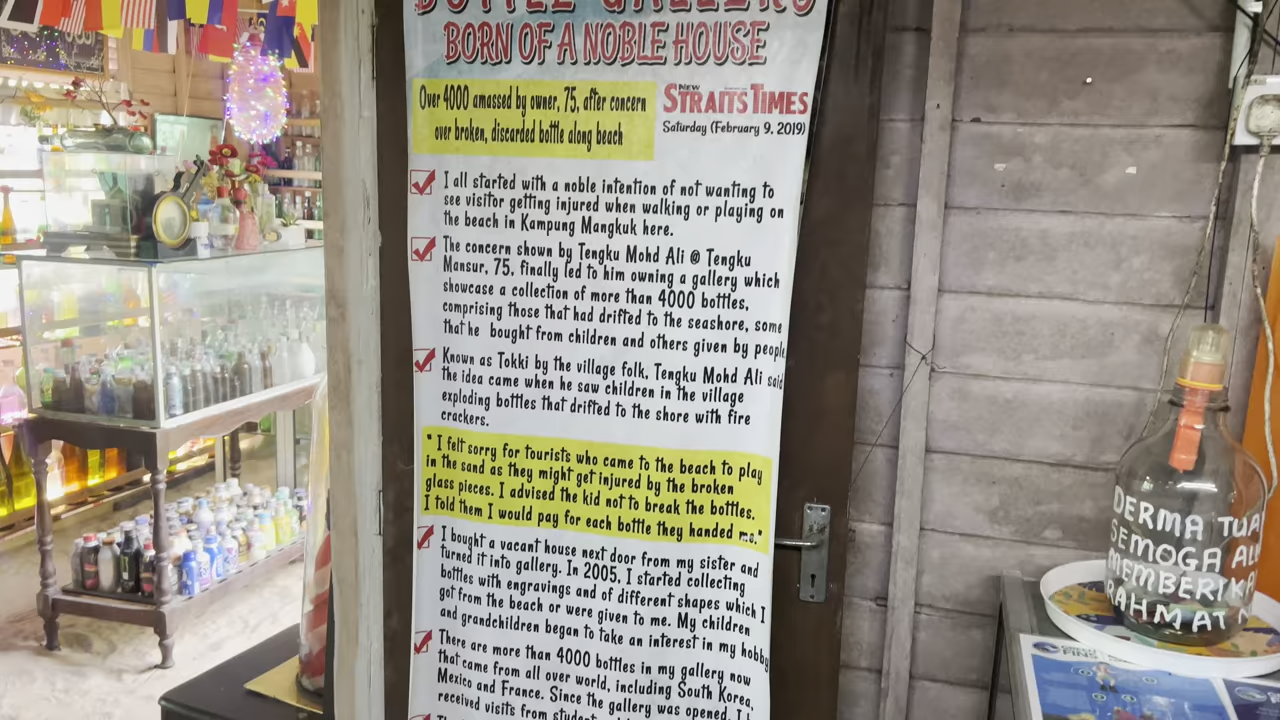 BOTTLE GALLERY
BORN OF A NOBLE HOUSE
Over 4000 amassed by owner, 75, after concern
over broken, discarded bottle along beach
NEW
STRAITS TIMES
Saturday (February 9, 2019)
I all started with a noble intention of not wanting to
see visitor getting injured when walking or playing on
the beach in Kampung Mangkuk here.
The concern shown by Tengku Mohd Ali @ Tengku
Mansur, 75, finally led to him owning a gallery which
showcase a collection of more than 4000 bottles,
comprising those that had drifted to the seashore, some
that he bought from children and others given by people
Known as Tokki by the village folk, Tengku Mohd Ali said
the idea came when he saw children in the village
exploding bottles that drifted to the shore with fire
crackers.
" I felt sorry for tourists who came to the beach to play
in the sand as they might get injured by the broken
glass pieces. I advised the kid not to break the bottles.
I told them I would pay for each bottle they handed me."
I bought a vacant house next door from my sister and
turned it into gallery. In 2005, I started collecting
bottles with engravings and of different shapes which I
got from the beach or were given to me. My children
and grandchildren began to take an interest in my hobby
There are more than 4000 bottles in my gallery now
that came from all over world, including South Korea,
Mexico and France. Since the gallery was opened, I
received visits from
DERMA TUA
SEMOGA AL
MEMBERIKA
RAHMAT